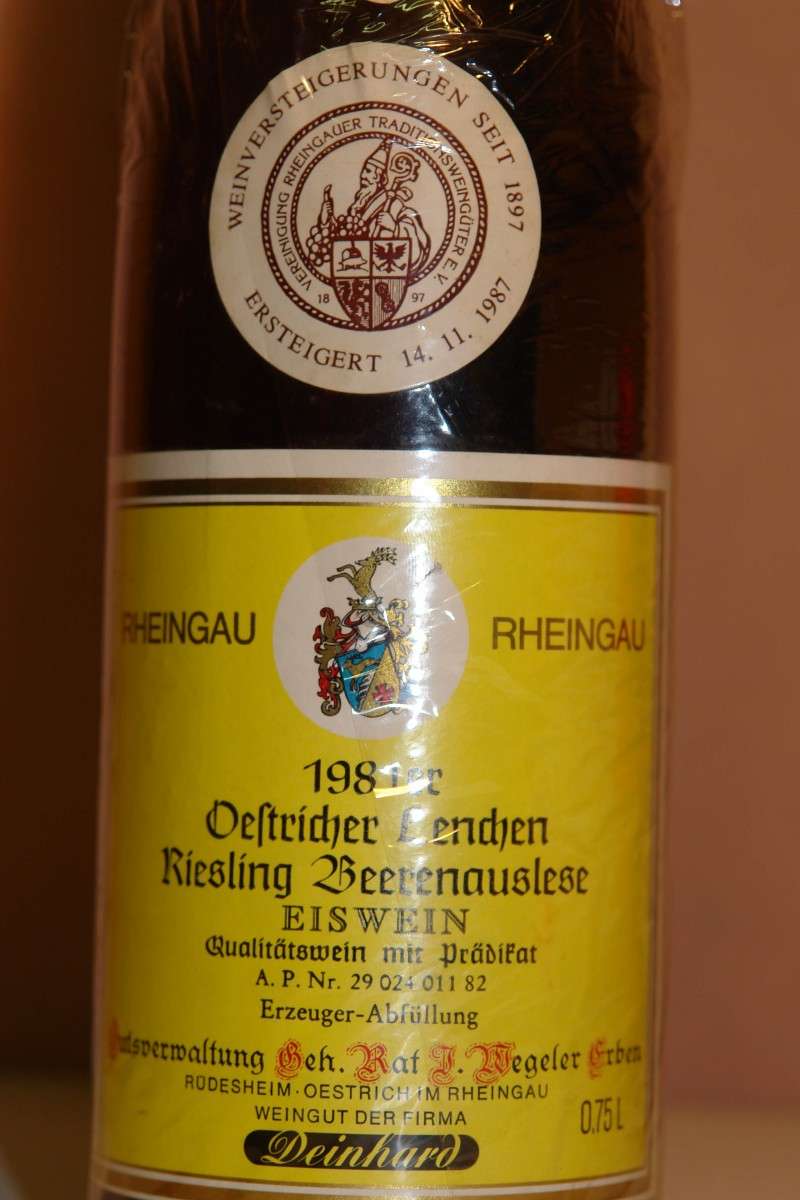 WEINVERSTEIGERUNGEN SEIT 1897
VEREINIGUNG RHEINGAUER TRADITIONSWEINGÜTER E.V.
18 97
ERSTEIGERT 14. 11. 1987
RHEINGAU RHEINGAU
1981er
Oeſtricher Lenchen
Riesling Beerenauslese
EISWEIN
Qualitätswein mit Prädikat
A. P. Nr. 29 024 011 82
Erzeuger-Abfüllung
Gutsverwaltung Geh. Rat J. Wegeler Erben
RÜDESHEIM · OESTRICH IM RHEINGAU
WEINGUT DER FIRMA
0,75 L
Deinhard